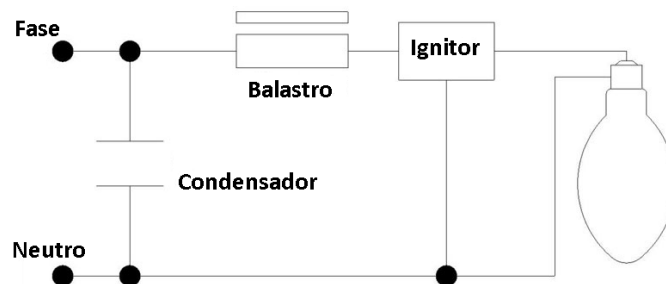 Fase
Ignitor
Balastro
Condensador
Neutro